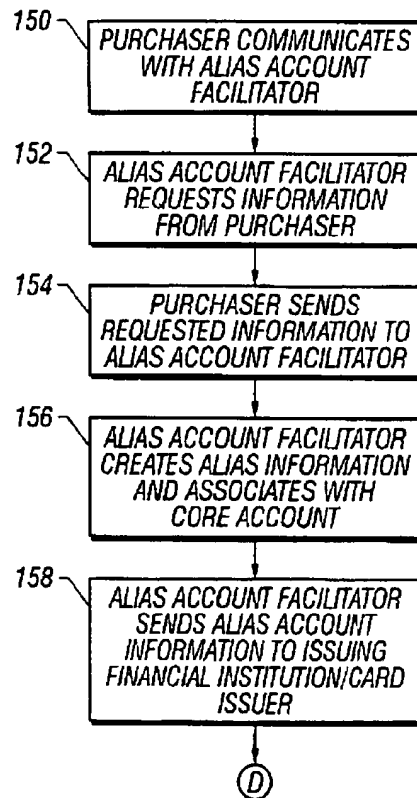 150
PURCHASER COMMUNICATES
WITH ALIAS ACCOUNT
FACILITATOR
152
ALIAS ACCOUNT FACILITATOR
REQUESTS INFORMATION
FROM PURCHASER
154
PURCHASER SENDS
REQUESTED INFORMATION TO
ALIAS ACCOUNT FACILITATOR
156
ALIAS ACCOUNT FACILITATOR
CREATES ALIAS INFORMATION
AND ASSOCIATES WITH
CORE ACCOUNT
158
ALIAS ACCOUNT FACILITATOR
SENDS ALIAS ACCOUNT
INFORMATION TO ISSUING
FINANCIAL INSTITUTION/CARD
ISSUER
D